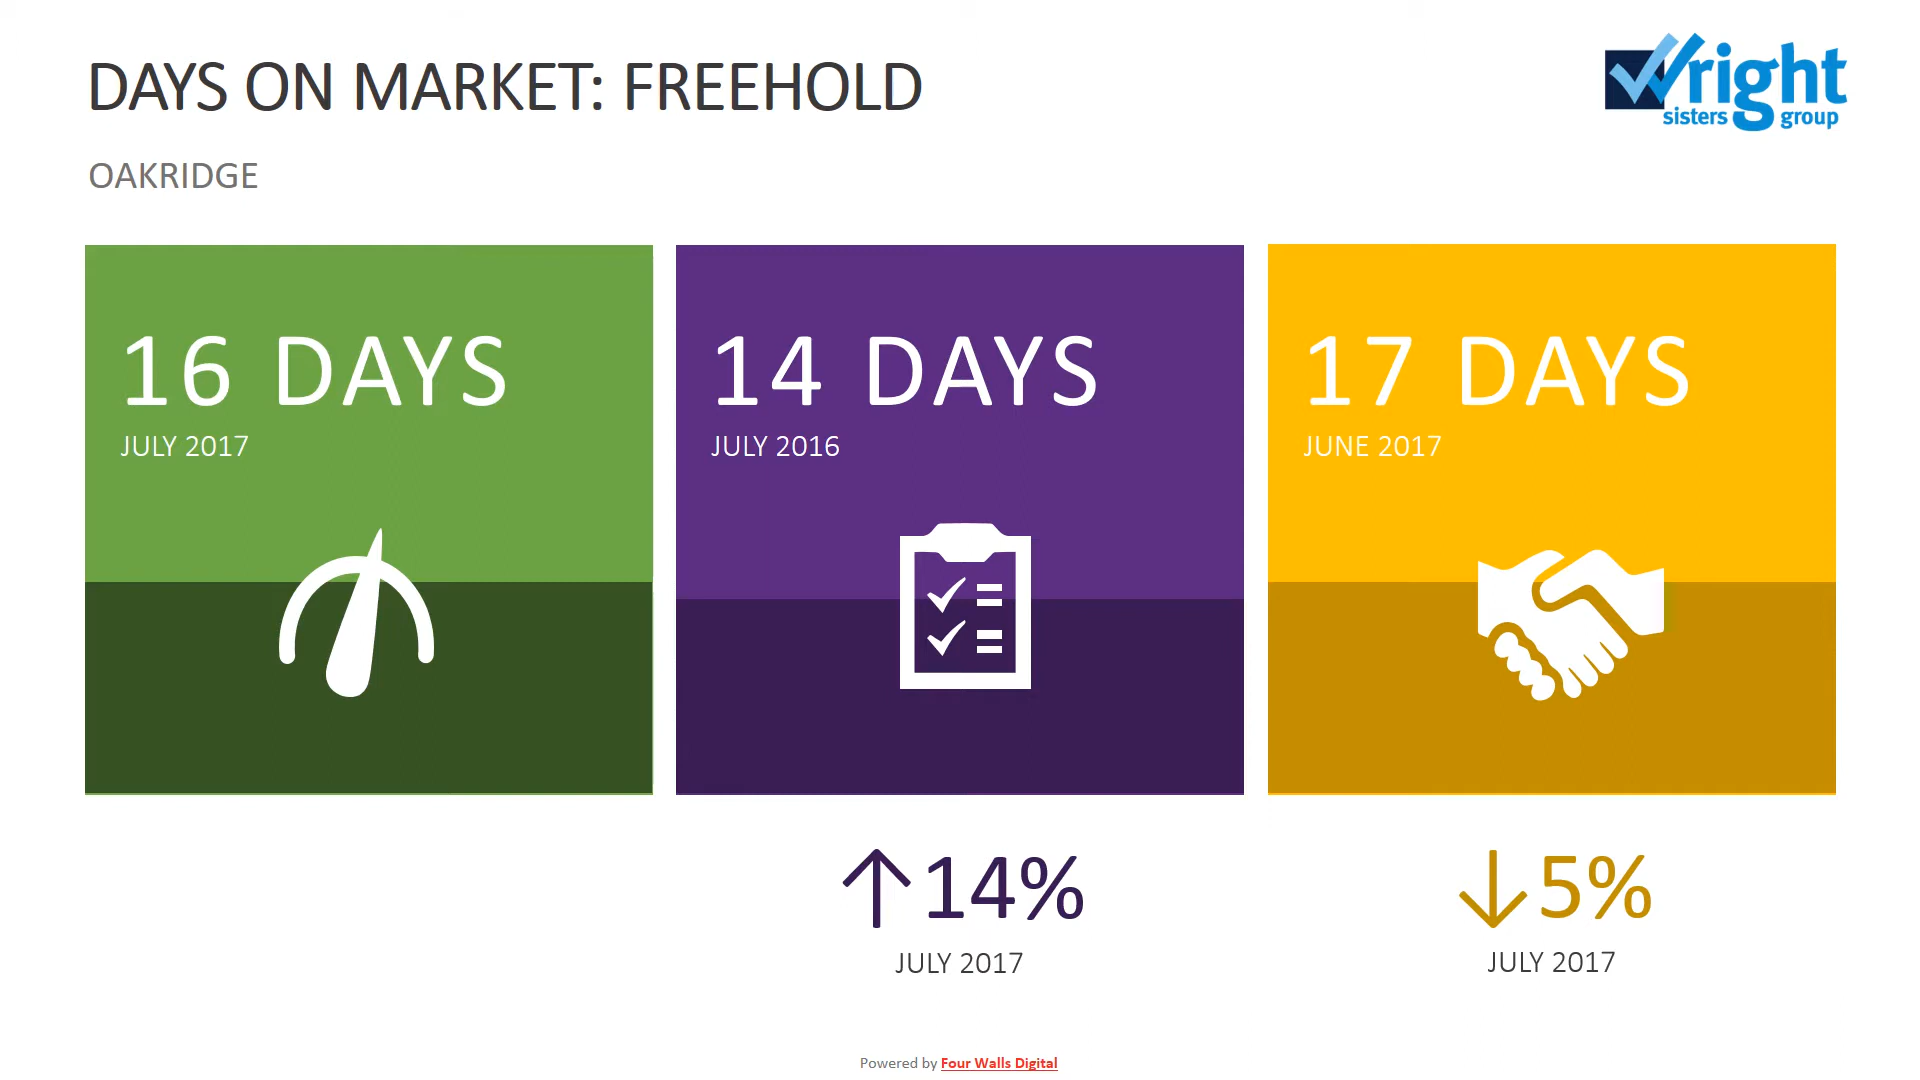 DAYS ON MARKET: FREEHOLD
Wright
sisters group
OAKRIDGE
16 DAYS
JULY 2017
14 DAYS
JULY 2016
17 DAYS
JUNE 2017
↑14%
JULY 2017
↓5%
JULY 2017
Powered by Four Walls Digital